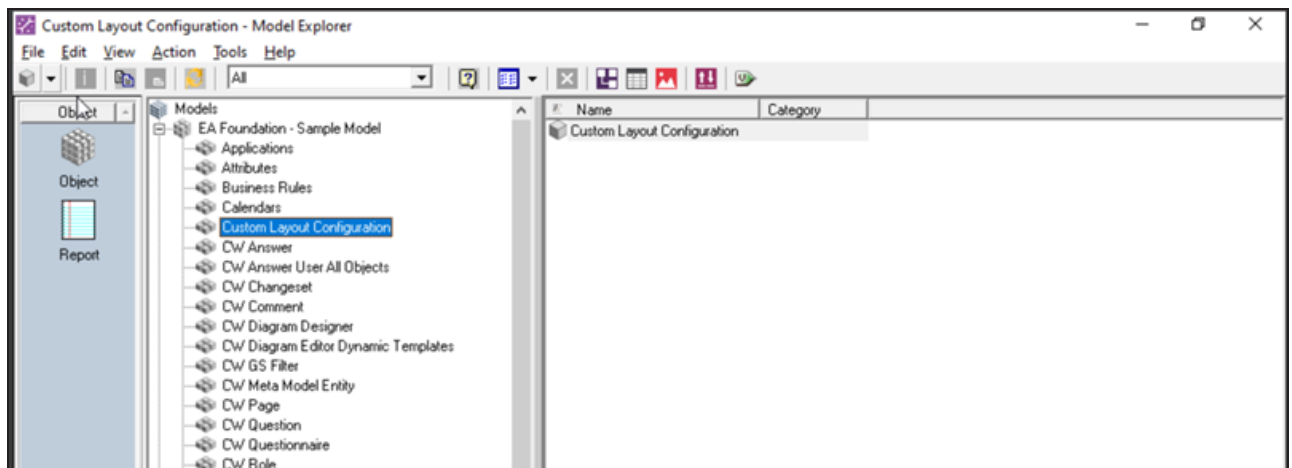 Custom Layout Configuration - Model Explorer
File Edit View Action Tools Help
All
Object
Object
Report
Models
EA Foundation - Sample Model
Applications
Attributes
Business Rules
Calendars
Custom Layout Configuration
CW Answer
CW Answer User All Objects
CW Changeset
CW Comment
CW Diagram Designer
CW Diagram Editor Dynamic Templates
CW GS Filter
CW Meta Model Entity
CW Page
CW Question
CW Questionnaire
CW Role
Name Category
Custom Layout Configuration